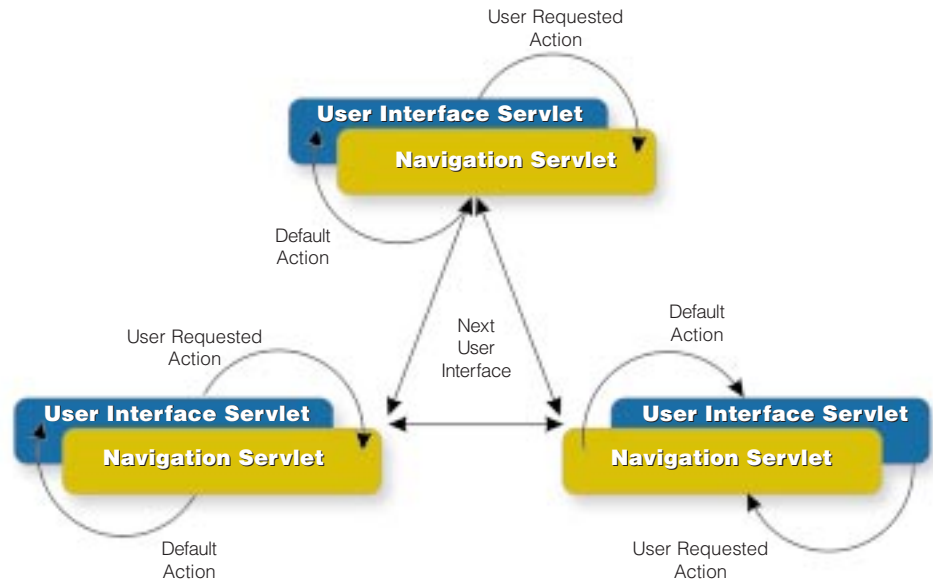 User Requested
Action
User Interface Servlet
Navigation Servlet
Default
Action
Next
User
Interface
User Requested
Action
User Interface Servlet
Navigation Servlet
Default
Action
Default
Action
User Interface Servlet
Navigation Servlet
User Requested
Action